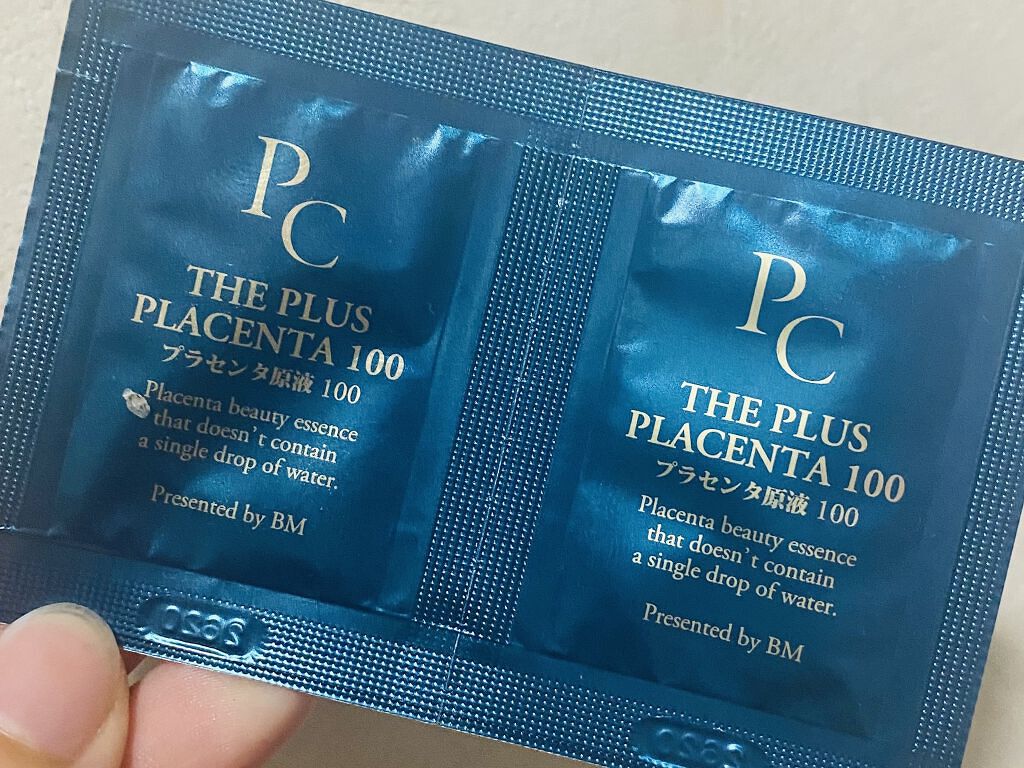 PC
THE PLUS
PLACENTA 100
プラセンタ原液 100
Placenta beauty essence
that doesn't contain
a single drop of water.
Presented by BM
PC
THE PLUS
PLACENTA 100
プラセンタ原液 100
Placenta beauty essence
that doesn't contain
a single drop of water.
Presented by BM